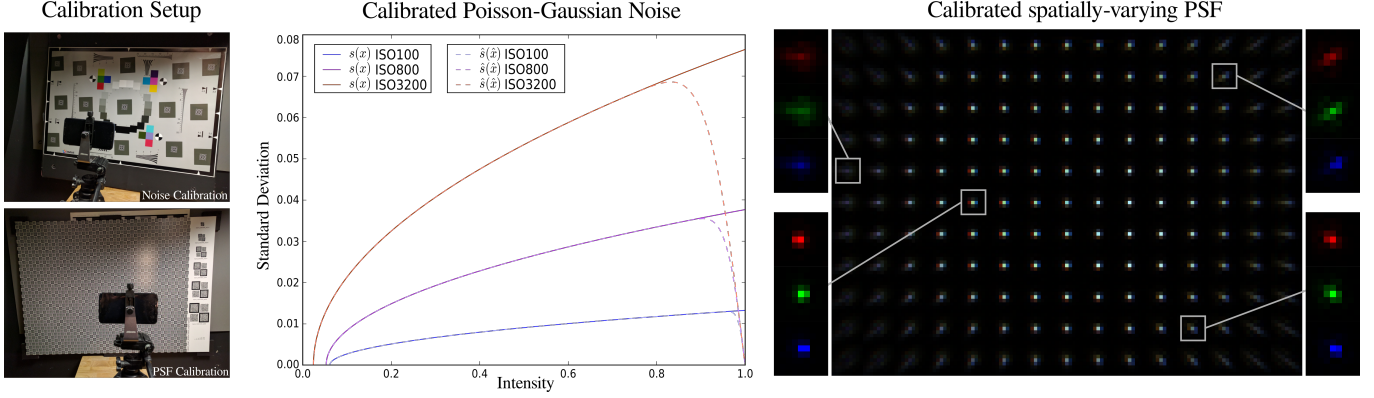 Calibration Setup
Noise Calibration
PSF Calibration
Calibrated Poisson-Gaussian Noise
s(x) ISO100
s(x) ISO800
s(x) ISO3200
ŝ(x̂) ISO100
ŝ(x̂) ISO800
ŝ(x̂) ISO3200
Standard Deviation
0.08
0.07
0.06
0.05
0.04
0.03
0.02
0.01
0.00
0.0 0.2 0.4 0.6 0.8 1.0
Intensity
Calibrated spatially-varying PSF